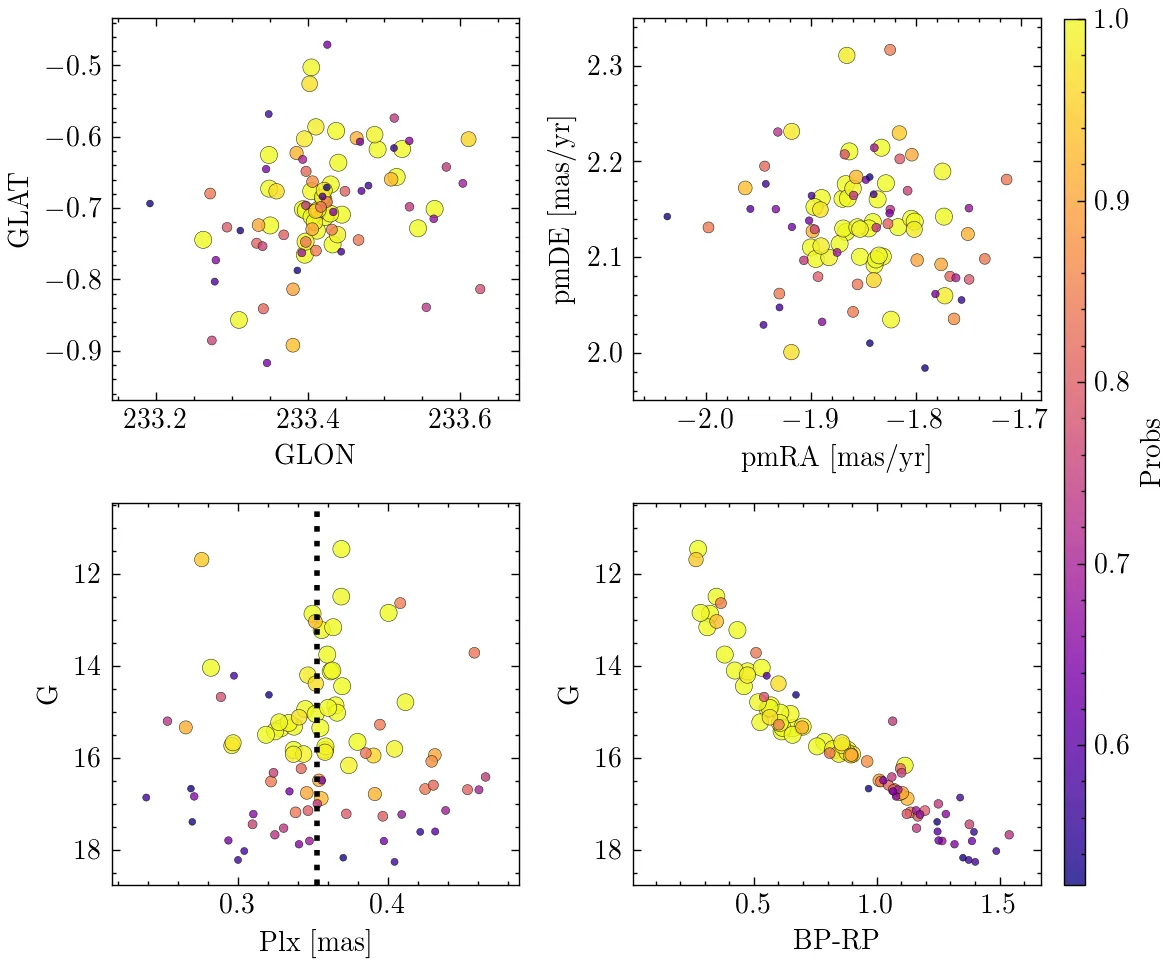 GLAT
−0.5
−0.6
−0.7
−0.8
−0.9
233.2 233.4 233.6
GLON
pmDE [mas/yr]
2.3
2.2
2.1
2.0
−2.0 −1.9 −1.8 −1.7
pmRA [mas/yr]
G
12
14
16
18
0.3 0.4
Plx [mas]
G
12
14
16
18
0.5 1.0 1.5
BP-RP
1.0
0.9
0.8
0.7
0.6
Probs